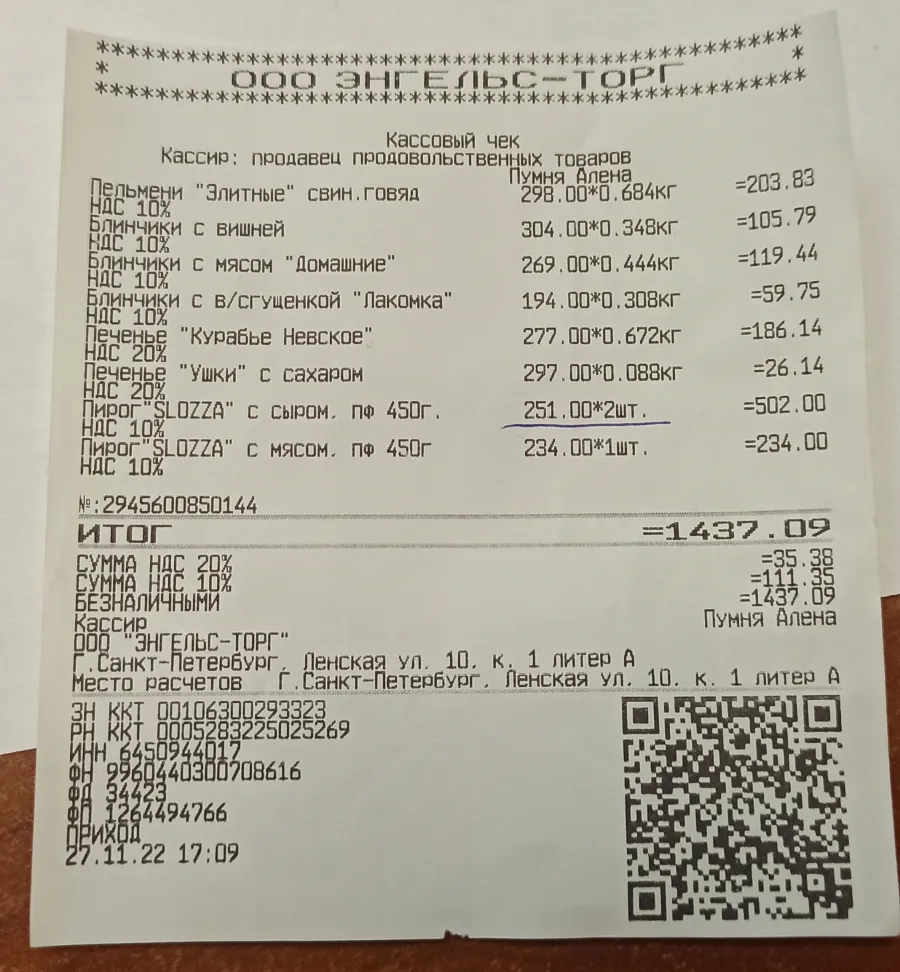 ********************************************
* ООО ЭНГЕЛЬС-ТОРГ *
********************************************
Кассовый чек
Кассир: продавец продовольственных товаров
Пумня Алена
Пельмени "Элитные" свин.говяд 298.00*0.684кг =203.83
НДС 10%
Блинчики с вишней 304.00*0.348кг =105.79
НДС 10%
Блинчики с мясом "Домашние" 269.00*0.444кг =119.44
НДС 10%
Блинчики с в/сгущенкой "Лакомка" 194.00*0.308кг =59.75
НДС 10%
Печенье "Курабье Невское" 277.00*0.672кг =186.14
НДС 20%
Печенье "Ушки" с сахаром 297.00*0.088кг =26.14
НДС 20%
Пирог"SLOZZA" с сыром. пф 450г. 251.00*2шт. =502.00
НДС 10%
Пирог"SLOZZA" с мясом. пф 450г 234.00*1шт. =234.00
НДС 10%
№:2945600850144
ИТОГ =1437.09
СУММА НДС 20% =35.38
СУММА НДС 10% =111.35
БЕЗНАЛИЧНЫМИ =1437.09
Кассир Пумня Алена
ООО "ЭНГЕЛЬС-ТОРГ"
Г.Санкт-Петербург. Ленская ул. 10. к. 1 литер А
Место расчетов Г.Санкт-Петербург. Ленская ул. 10. к. 1 литер А
ЗН ККТ 00106300293323
РН ККТ 0005283225025269
ИНН 6450944017
ФН 9960440300708616
ФД 34423
ФП 1264494766
ПРИХОД
27.11.22 17:09